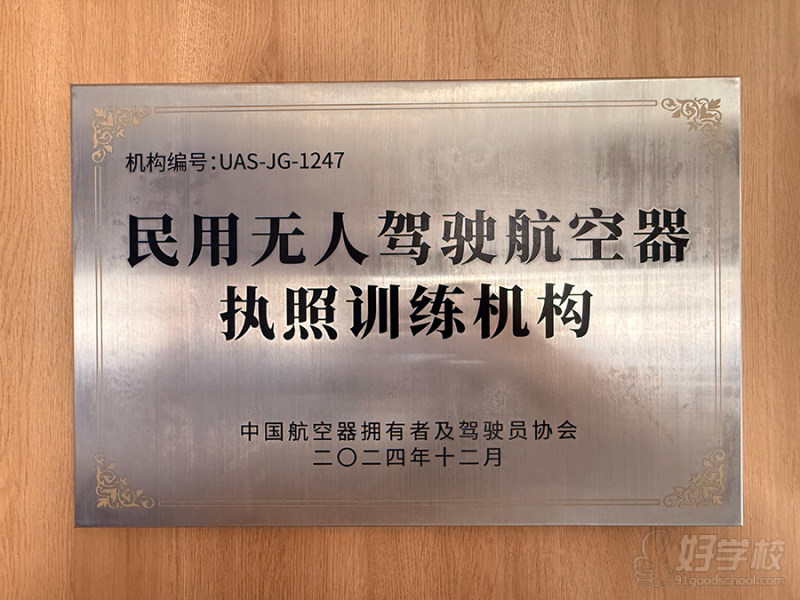 机构编号:UAS-JG-1247
民用无人驾驶航空器
执照训练机构
中国航空器拥有者及驾驶员协会
二〇二四年十二月
好学校
91goodschool.com